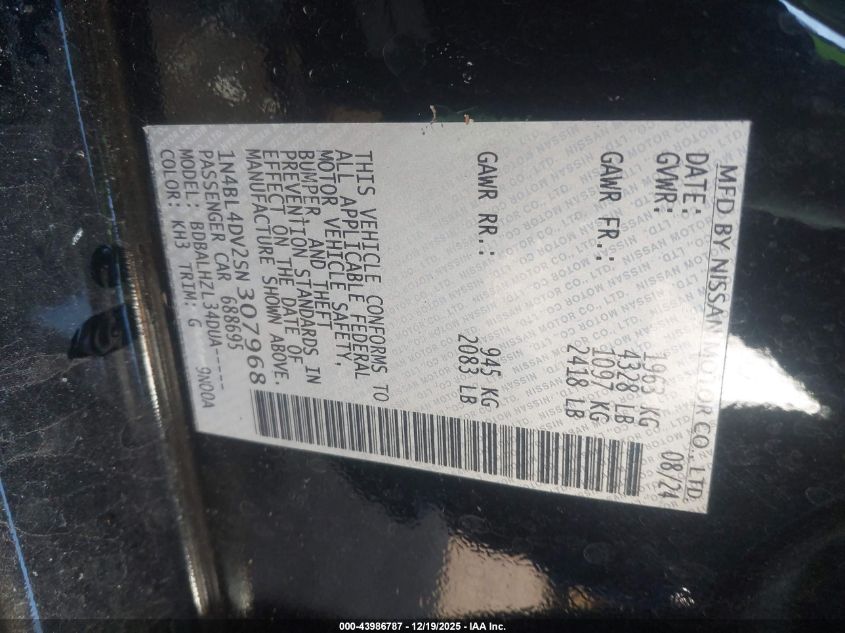 MFD BY NISSAN MOTOR CO., LTD.
DATE: 08/24
GVWR: 1963 KG
4328 LB
GAWR FR.: 1097 KG
2418 LB
GAWR RR.: 945 KG
2083 LB
THIS VEHICLE CONFORMS TO
ALL APPLICABLE FEDERAL
MOTOR VEHICLE SAFETY,
BUMPER, AND THEFT
PREVENTION STANDARDS IN
EFFECT ON THE DATE OF
MANUFACTURE SHOWN ABOVE.
1N4BL4DV2SN307968
PASSENGER CAR 688695
MODEL: BDBALHZL34DUA-----
COLOR: KH3 TRIM: G 9N00A
000-43986787 - 12/19/2025 - IAA Inc.